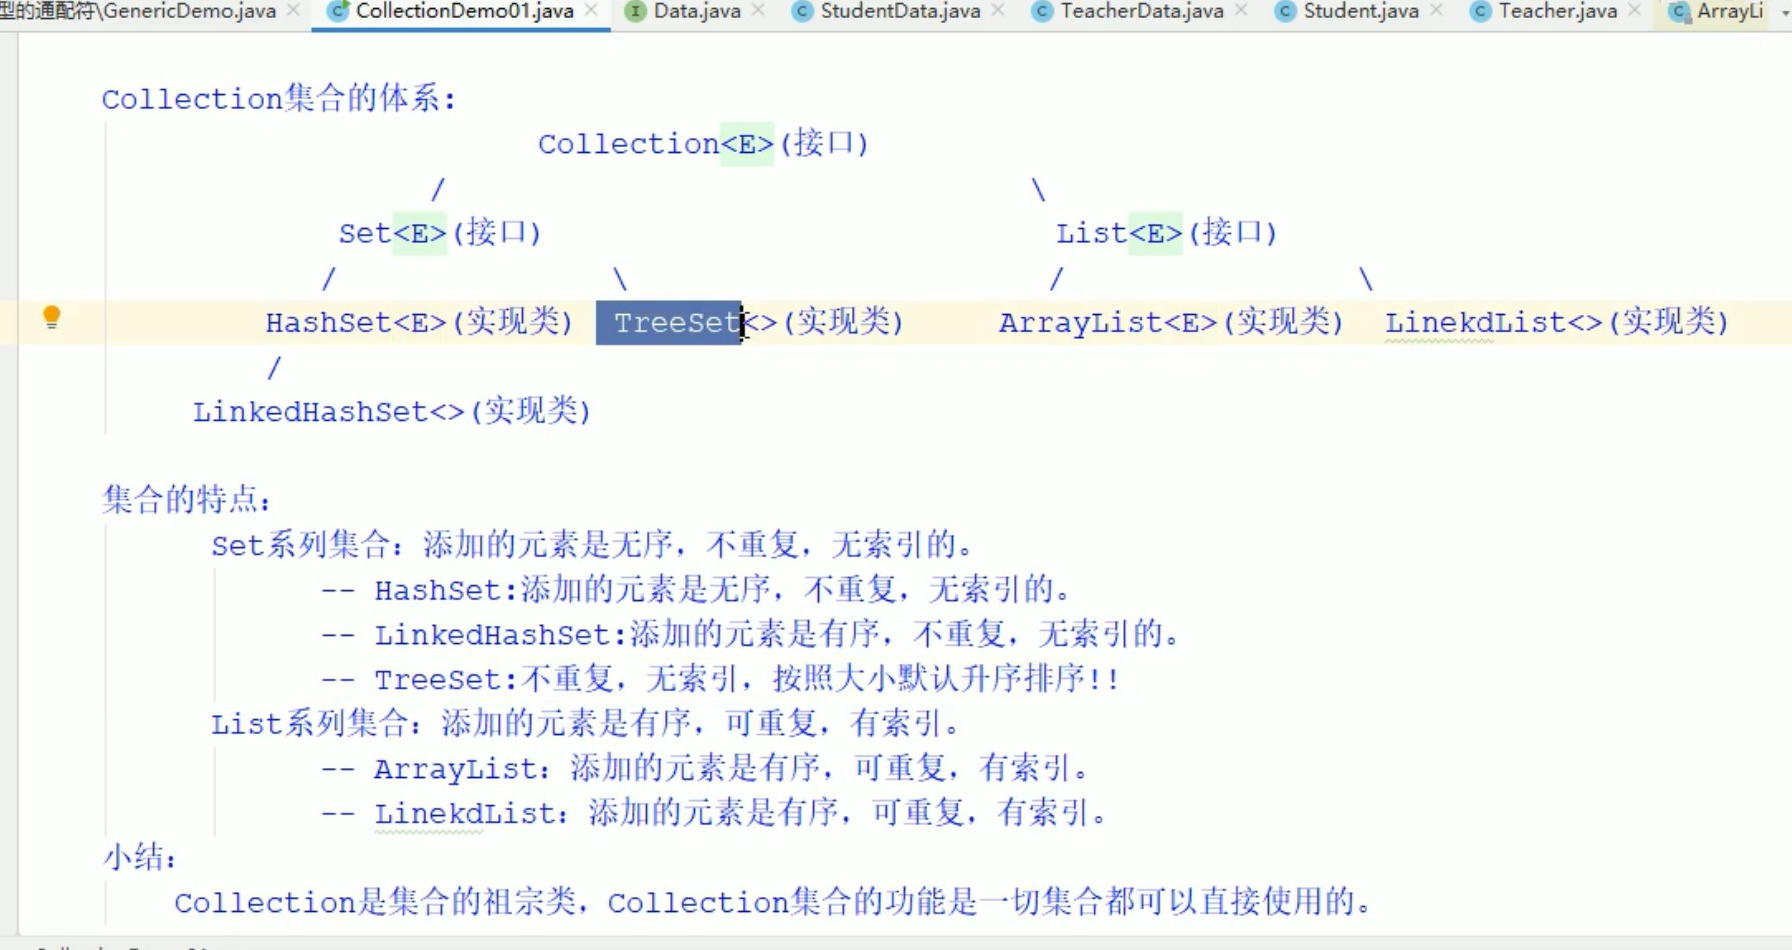 型的通配符\GenericDemo.java CollectionDemo01.java Data.java StudentData.java TeacherData.java Student.java Teacher.java ArrayLi
Collection集合的体系:
Collection<E>(接口)
/ \
Set<E>(接口) List<E>(接口)
/ \ / \
HashSet<E>(实现类) TreeSet<>(实现类) ArrayList<E>(实现类) LinekdList<>(实现类)
/
LinkedHashSet<>(实现类)
集合的特点:
Set系列集合: 添加的元素是无序，不重复，无索引的。
-- HashSet:添加的元素是无序，不重复，无索引的。
-- LinkedHashSet:添加的元素是有序，不重复，无索引的。
-- TreeSet:不重复，无索引，按照大小默认升序排序!!
List系列集合: 添加的元素是有序，可重复，有索引。
-- ArrayList: 添加的元素是有序，可重复，有索引。
-- LinekdList: 添加的元素是有序，可重复，有索引。
小结:
Collection是集合的祖宗类，Collection集合的功能是一切集合都可以直接使用的。